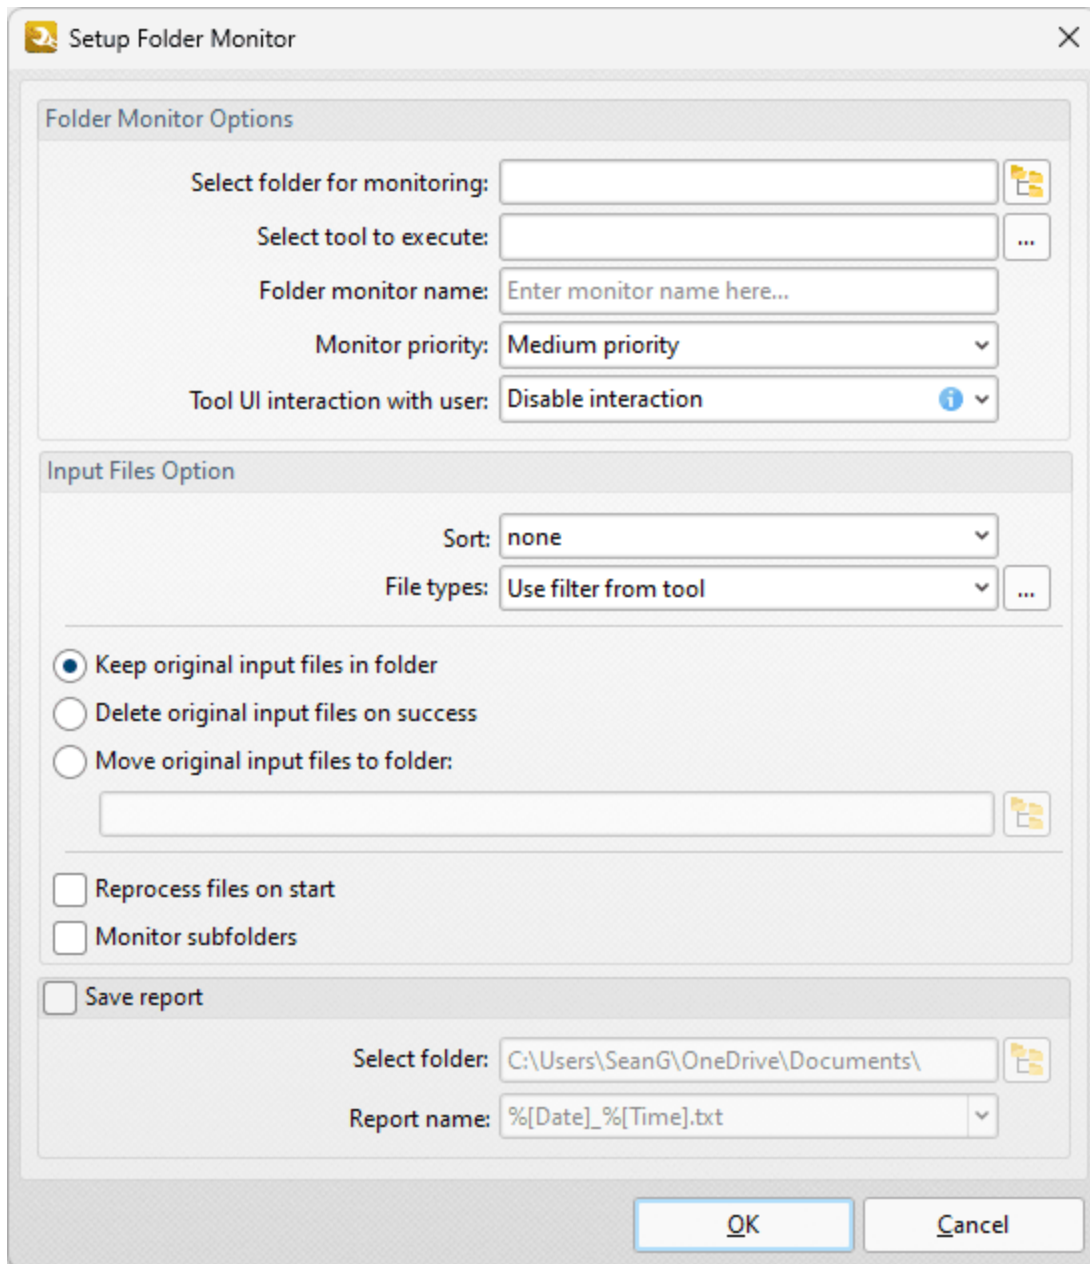 Setup Folder Monitor
Folder Monitor Options
Select folder for monitoring:
Select tool to execute: ...
Folder monitor name: Enter monitor name here...
Monitor priority: Medium priority
Tool UI interaction with user: Disable interaction
Input Files Option
Sort: none
File types: Use filter from tool ...
Keep original input files in folder
Delete original input files on success
Move original input files to folder:
Reprocess files on start
Monitor subfolders
Save report
Select folder: C:\Users\SeanG\OneDrive\Documents\
Report name: %[Date]_%[Time].txt
OK Cancel